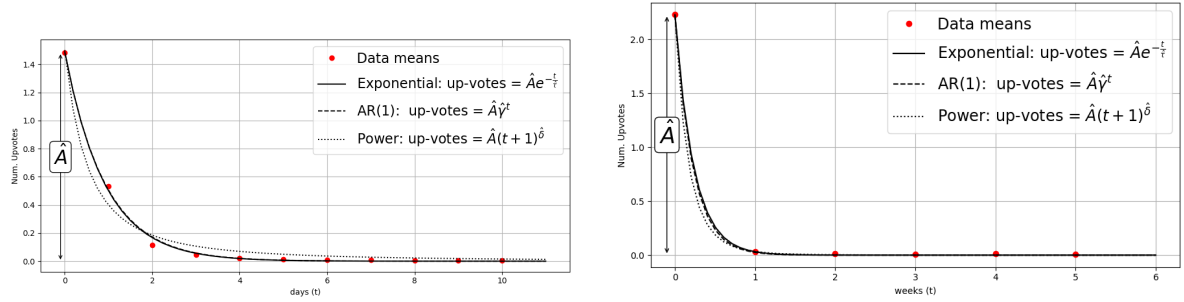 Num. Upvotes
1.4
1.2
1.0
0.8
0.6
0.4
0.2
0.0
Data means
Exponential: up-votes = Âe^{-t/τ̂}
AR(1): up-votes = Âγ̂^t
Power: up-votes = Â(t + 1)^δ̂
Â
0 2 4 6 8 10
days (t)
Num. Upvotes
2.0
1.5
1.0
0.5
0.0
Data means
Exponential: up-votes = Âe^{-t/τ̂}
AR(1): up-votes = Âγ̂^t
Power: up-votes = Â(t + 1)^δ̂
Â
0 1 2 3 4 5 6
weeks (t)